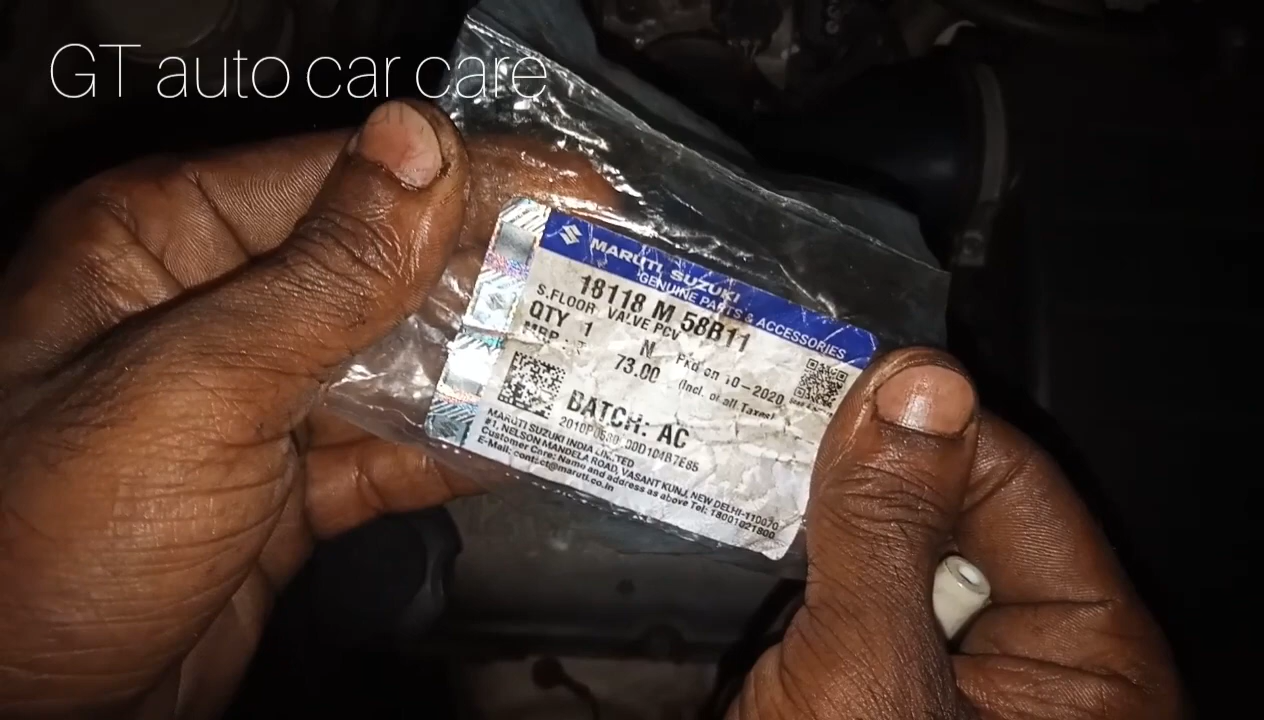 GT auto car care
MARUTI SUZUKI
GENUINE PARTS & ACCESSORIES
18118 M 58B11
S.FLOOR VALVE PCV
QTY 1 N Pkd on 10-2020
MRP : 73.00 (Incl. of all Taxes)
BATCH: AC
MARUTI SUZUKI INDIA LIMITED
#1, NELSON MANDELA ROAD, VASANT KUNJ, NEW DELHI-110070
Customer Care: Name and address as above Tel: 18001021800
E-Mail: contact@maruti.co.in